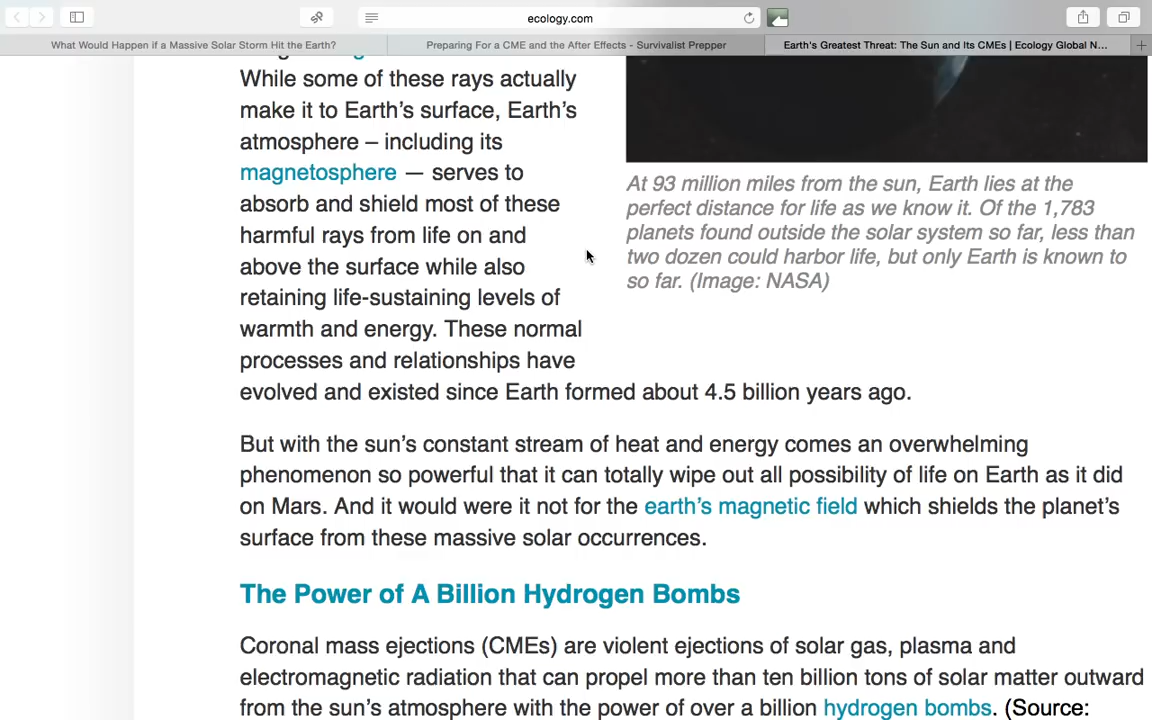 ecology.com
What Would Happen if a Massive Solar Storm Hit the Earth?
Preparing For a CME and the After Effects - Survivalist Prepper
Earth's Greatest Threat: The Sun and Its CMEs | Ecology Global N...
While some of these rays actually
make it to Earth's surface, Earth's
atmosphere – including its
magnetosphere — serves to
absorb and shield most of these
harmful rays from life on and
above the surface while also
retaining life-sustaining levels of
warmth and energy. These normal
processes and relationships have
evolved and existed since Earth formed about 4.5 billion years ago.
At 93 million miles from the sun, Earth lies at the
perfect distance for life as we know it. Of the 1,783
planets found outside the solar system so far, less than
two dozen could harbor life, but only Earth is known to
so far. (Image: NASA)
But with the sun's constant stream of heat and energy comes an overwhelming
phenomenon so powerful that it can totally wipe out all possibility of life on Earth as it did
on Mars. And it would were it not for the earth's magnetic field which shields the planet's
surface from these massive solar occurrences.
The Power of A Billion Hydrogen Bombs
Coronal mass ejections (CMEs) are violent ejections of solar gas, plasma and
electromagnetic radiation that can propel more than ten billion tons of solar matter outward
from the sun's atmosphere with the power of over a billion hydrogen bombs. (Source: